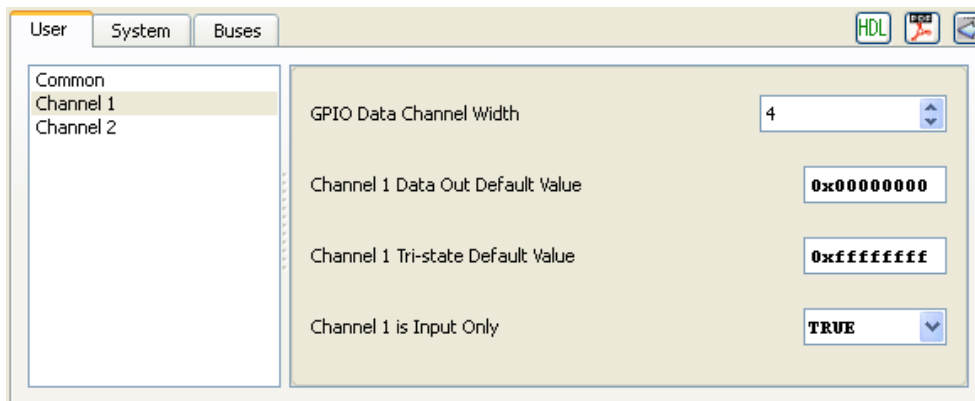 User System Buses HDL
Common
Channel 1
Channel 2
GPIO Data Channel Width 4
Channel 1 Data Out Default Value 0x00000000
Channel 1 Tri-state Default Value 0xffffffff
Channel 1 is Input Only TRUE